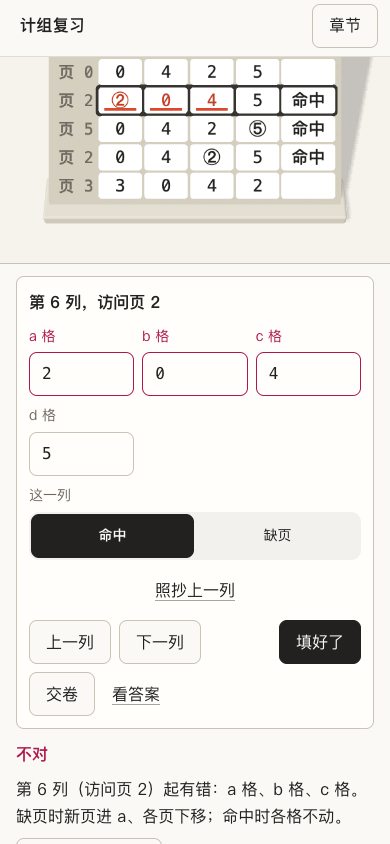 计组复习
章节
页 0 0 4 2 5
页 2 ② 0 4 5 命中
页 5 0 4 2 ⑤ 命中
页 2 0 4 ② 5 命中
页 3 3 0 4 2
第 6 列，访问页 2
a 格 b 格 c 格
2 0 4
d 格
5
这一列
命中 缺页
照抄上一列
上一列 下一列 填好了
交卷 看答案
不对
第 6 列（访问页 2）起有错：a 格、b 格、c 格。
缺页时新页进 a、各页下移；命中时各格不动。